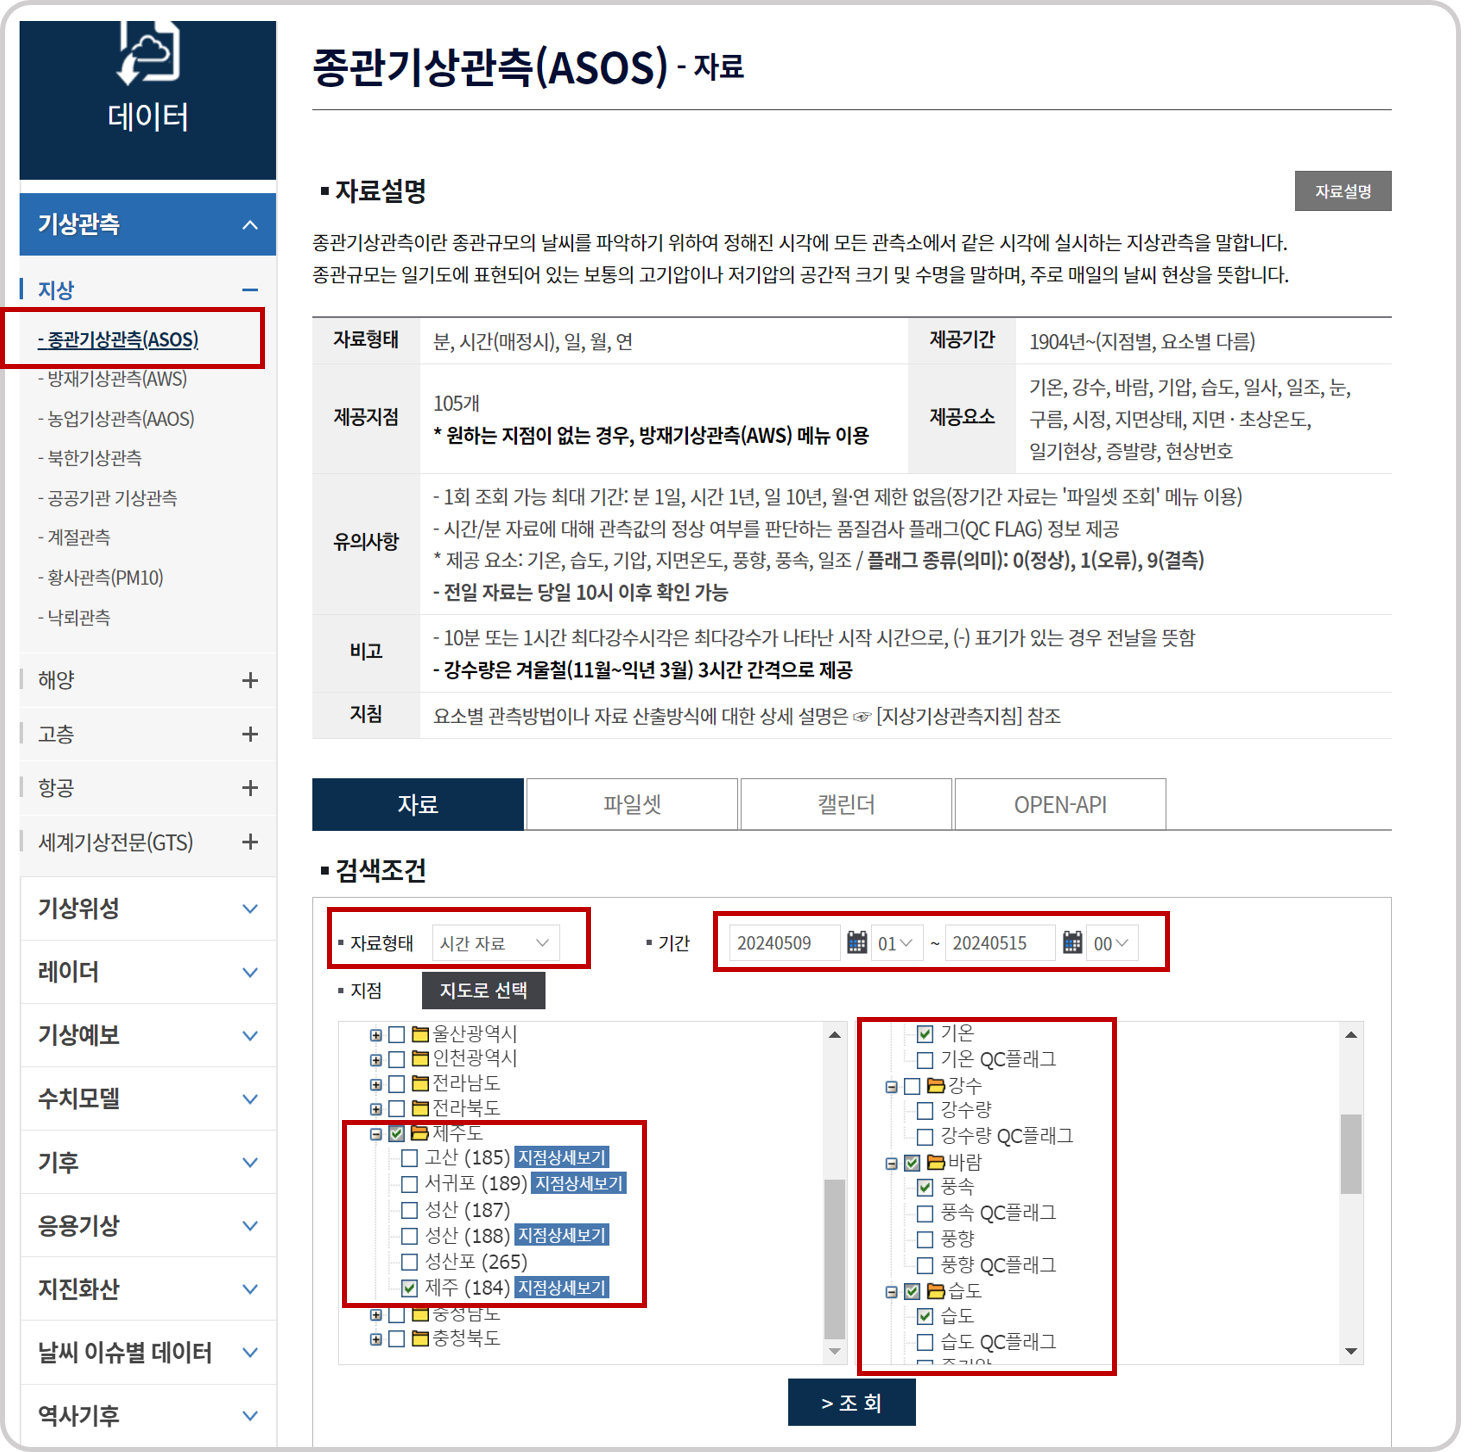 데이터
기상관측
지상
- 종관기상관측(ASOS)
- 방재기상관측(AWS)
- 농업기상관측(AAOS)
- 북한기상관측
- 공공기관 기상관측
- 계절관측
- 황사관측(PM10)
- 낙뢰관측
해양
고층
항공
세계기상전문(GTS)
기상위성
레이더
기상예보
수치모델
기후
응용기상
지진화산
날씨 이슈별 데이터
역사기후
종관기상관측(ASOS) - 자료
자료설명
자료설명
종관기상관측이란 종관규모의 날씨를 파악하기 위하여 정해진 시각에 모든 관측소에서 같은 시각에 실시하는 지상관측을 말합니다.
종관규모는 일기도에 표현되어 있는 보통의 고기압이나 저기압의 공간적 크기 및 수명을 말하며, 주로 매일의 날씨 현상을 뜻합니다.
자료형태 분, 시간(매정시), 일, 월, 연 제공기간 1904년~(지점별, 요소별 다름)
제공지점
105개
* 원하는 지점이 없는 경우, 방재기상관측(AWS) 메뉴 이용
제공요소
기온, 강수, 바람, 기압, 습도, 일사, 일조, 눈,
구름, 시정, 지면상태, 지면 · 초상온도,
일기현상, 증발량, 현상번호
유의사항
- 1회 조회 가능 최대 기간: 분 1일, 시간 1년, 일 10년, 월·연 제한 없음(장기간 자료는 '파일셋 조회' 메뉴 이용)
- 시간/분 자료에 대해 관측값의 정상 여부를 판단하는 품질검사 플래그(QC FLAG) 정보 제공
* 제공 요소: 기온, 습도, 기압, 지면온도, 풍향, 풍속, 일조 / 플래그 종류(의미): 0(정상), 1(오류), 9(결측)
- 전일 자료는 당일 10시 이후 확인 가능
비고
- 10분 또는 1시간 최다강수시각은 최다강수가 나타난 시작 시간으로, (-) 표기가 있는 경우 전날을 뜻함
- 강수량은 겨울철(11월~익년 3월) 3시간 간격으로 제공
지침 요소별 관측방법이나 자료 산출방식에 대한 상세 설명은 ☞ [지상기상관측지침] 참조
자료 파일셋 캘린더 OPEN-API
검색조건
자료형태 시간 자료 기간 20240509 01 ~ 20240515 00
지점 지도로 선택
울산광역시
인천광역시
전라남도
전라북도
제주도
고산 (185) 지점상세보기
서귀포 (189) 지점상세보기
성산 (187)
성산 (188) 지점상세보기
성산포 (265)
제주 (184) 지점상세보기
충청남도
충청북도
기온
기온 QC플래그
강수
강수량
강수량 QC플래그
바람
풍속
풍속 QC플래그
풍향
풍향 QC플래그
습도
습도
습도 QC플래그
> 조 회